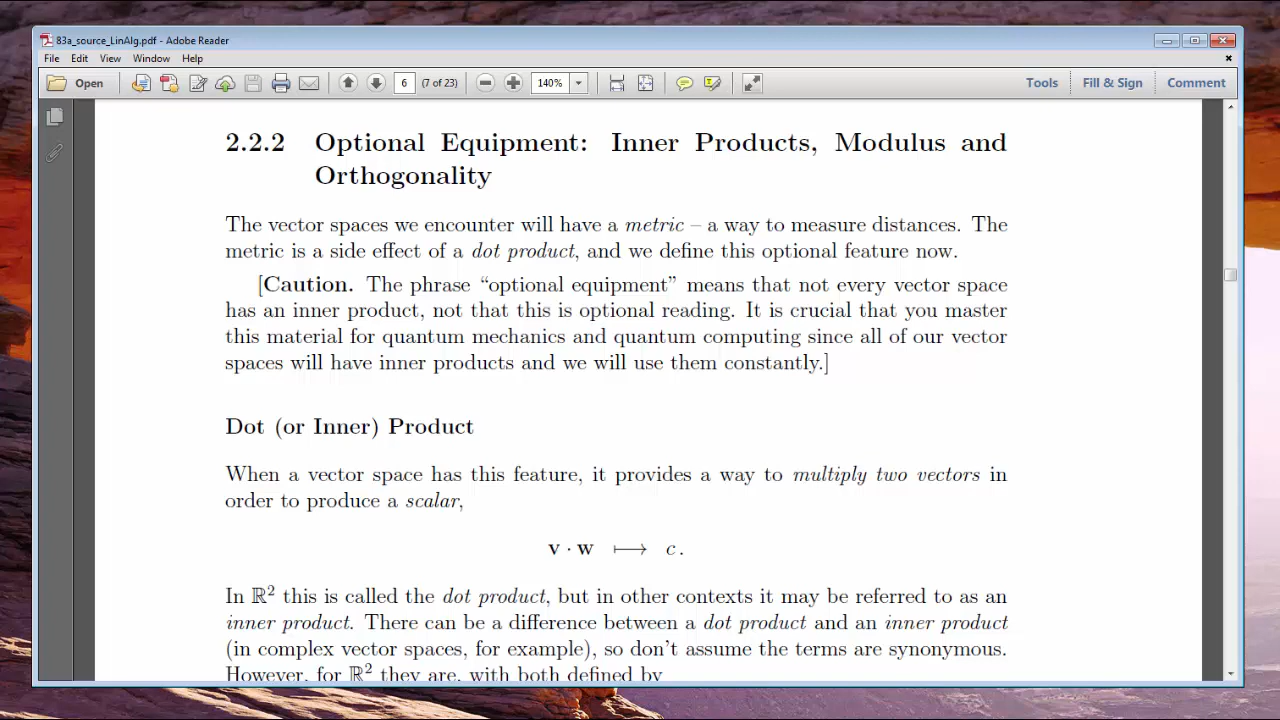 83a_source_LinAlg.pdf - Adobe Reader
File Edit View Window Help
Open 6 (7 of 23) 140% Tools Fill & Sign Comment
2.2.2 Optional Equipment: Inner Products, Modulus and
Orthogonality
The vector spaces we encounter will have a metric – a way to measure distances. The
metric is a side effect of a dot product, and we define this optional feature now.
[Caution. The phrase “optional equipment” means that not every vector space
has an inner product, not that this is optional reading. It is crucial that you master
this material for quantum mechanics and quantum computing since all of our vector
spaces will have inner products and we will use them constantly.]
Dot (or Inner) Product
When a vector space has this feature, it provides a way to multiply two vectors in
order to produce a scalar,
v · w ⟼ c .
In ℝ² this is called the dot product, but in other contexts it may be referred to as an
inner product. There can be a difference between a dot product and an inner product
(in complex vector spaces, for example), so don’t assume the terms are synonymous.
However, for ℝ² they are, with both defined by